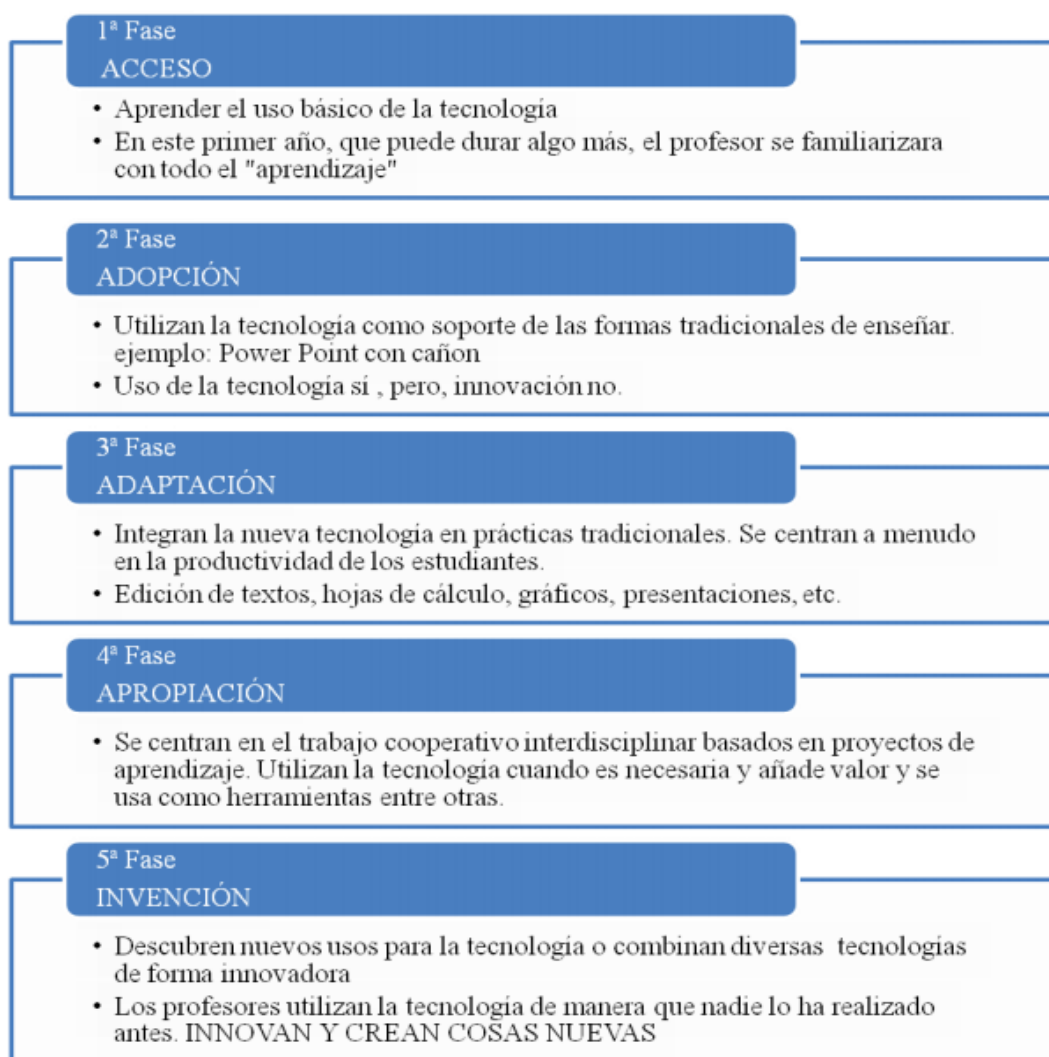 1ª Fase
ACCESO
• Aprender el uso básico de la tecnología
• En este primer año, que puede durar algo más, el profesor se familiarizara
con todo el "aprendizaje"
2ª Fase
ADOPCIÓN
• Utilizan la tecnología como soporte de las formas tradicionales de enseñar.
ejemplo: Power Point con cañon
• Uso de la tecnología sí , pero, innovación no.
3ª Fase
ADAPTACIÓN
• Integran la nueva tecnología en prácticas tradicionales. Se centran a menudo
en la productividad de los estudiantes.
• Edición de textos, hojas de cálculo, gráficos, presentaciones, etc.
4ª Fase
APROPIACIÓN
• Se centran en el trabajo cooperativo interdisciplinar basados en proyectos de
aprendizaje. Utilizan la tecnología cuando es necesaria y añade valor y se
usa como herramientas entre otras.
5ª Fase
INVENCIÓN
• Descubren nuevos usos para la tecnología o combinan diversas tecnologías
de forma innovadora
• Los profesores utilizan la tecnología de manera que nadie lo ha realizado
antes. INNOVAN Y CREAN COSAS NUEVAS